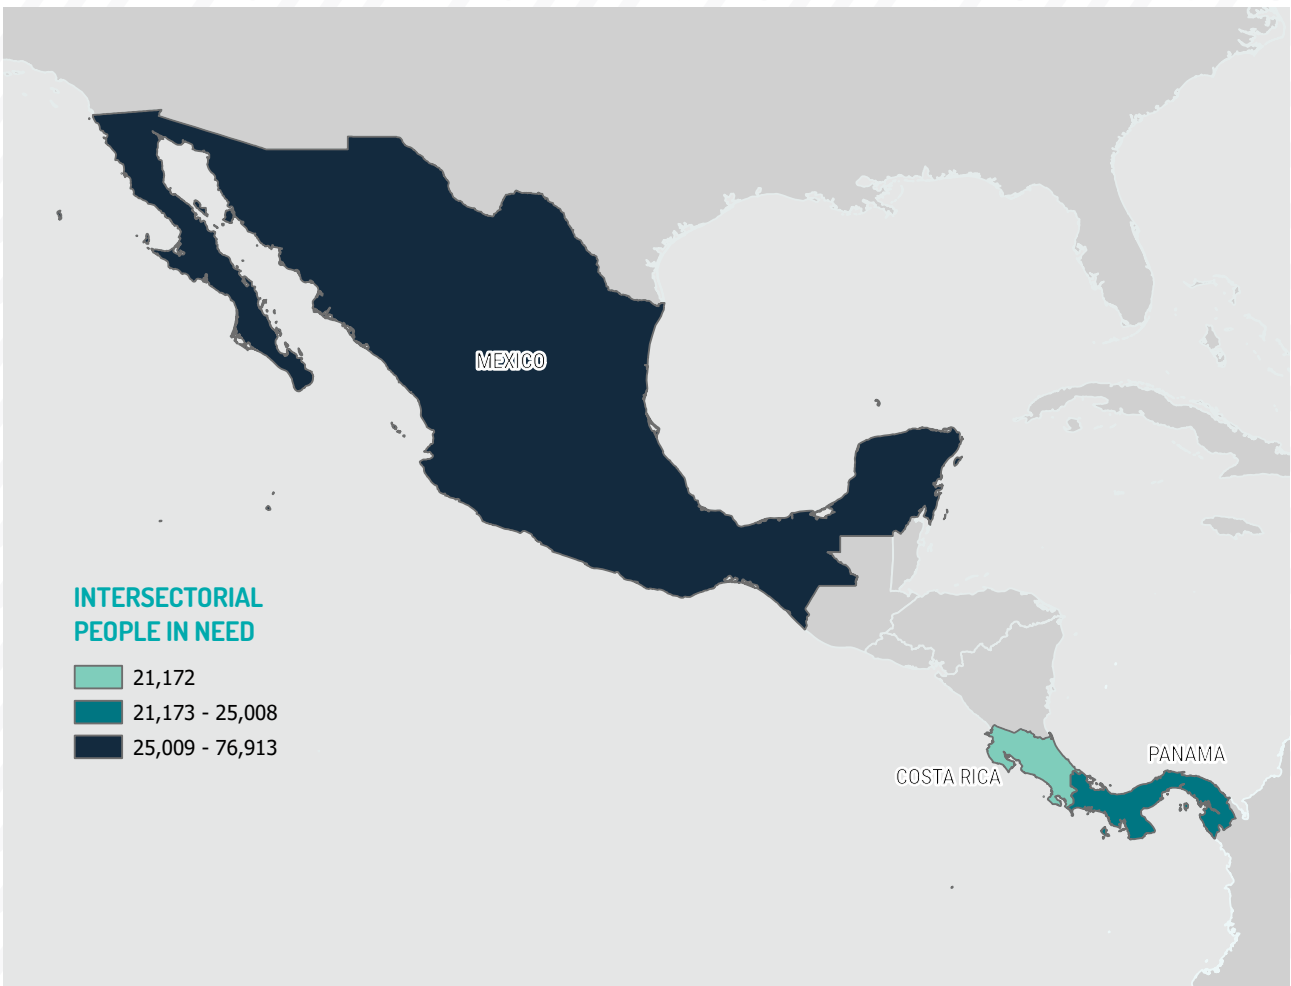 MEXICO
INTERSECTORIAL
PEOPLE IN NEED
21,172
21,173 - 25,008
25,009 - 76,913
PANAMA
COSTA RICA